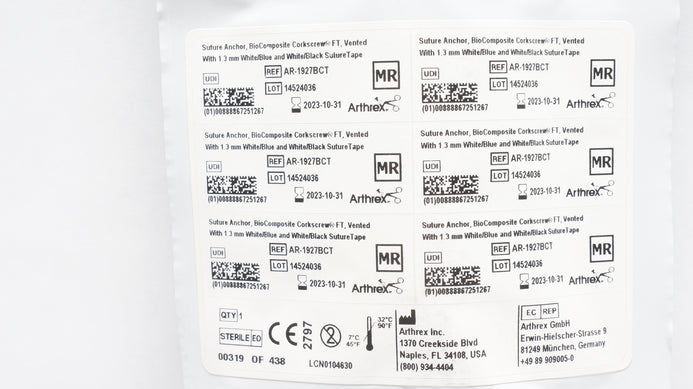 Suture Anchor, BioComposite Corkscrew® FT, Vented
With 1.3 mm White/Blue and White/Black SutureTape
UDI
REF AR-1927BCT
MR
LOT 14524036
2023-10-31
Arthrex
(01)00888867251267
Suture Anchor, BioComposite Corkscrew® FT, Vented
With 1.3 mm White/Blue and White/Black SutureTape
UDI
REF AR-1927BCT
MR
LOT 14524036
2023-10-31
Arthrex
(01)00888867251267
Suture Anchor, BioComposite Corkscrew® FT, Vented
With 1.3 mm White/Blue and White/Black SutureTape
UDI
REF AR-1927BCT
MR
LOT 14524036
2023-10-31
Arthrex
(01)00888867251267
Suture Anchor, BioComposite Corkscrew® FT, Vented
With 1.3 mm White/Blue and White/Black SutureTape
UDI
REF AR-1927BCT
MR
LOT 14524036
2023-10-31
Arthrex
(01)00888867251267
Suture Anchor, BioComposite Corkscrew® FT, Vented
With 1.3 mm White/Blue and White/Black SutureTape
UDI
REF AR-1927BCT
MR
LOT 14524036
2023-10-31
Arthrex
(01)00888867251267
Suture Anchor, BioComposite Corkscrew® FT, Vented
With 1.3 mm White/Blue and White/Black SutureTape
UDI
REF AR-1927BCT
MR
LOT 14524036
2023-10-31
Arthrex
(01)00888867251267
QTY 1
STERILE EO
CE 2797
2
7°C
45°F
32°C
90°F
00319 OF 438
LCN0104630
Arthrex Inc.
1370 Creekside Blvd
Naples, FL 34108, USA
(800) 934-4404
EC REP
Arthrex GmbH
Erwin-Hielscher-Strasse 9
81249 München, Germany
+49 89 909005-0